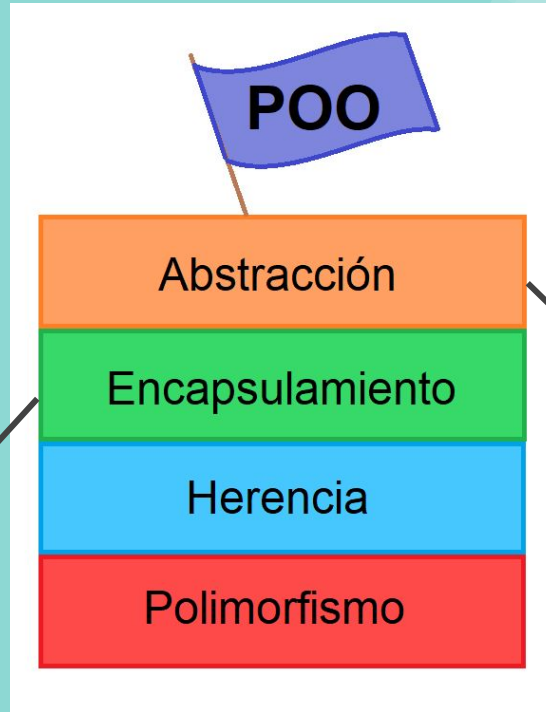 POO
Abstracción
Encapsulamiento
Herencia
Polimorfismo